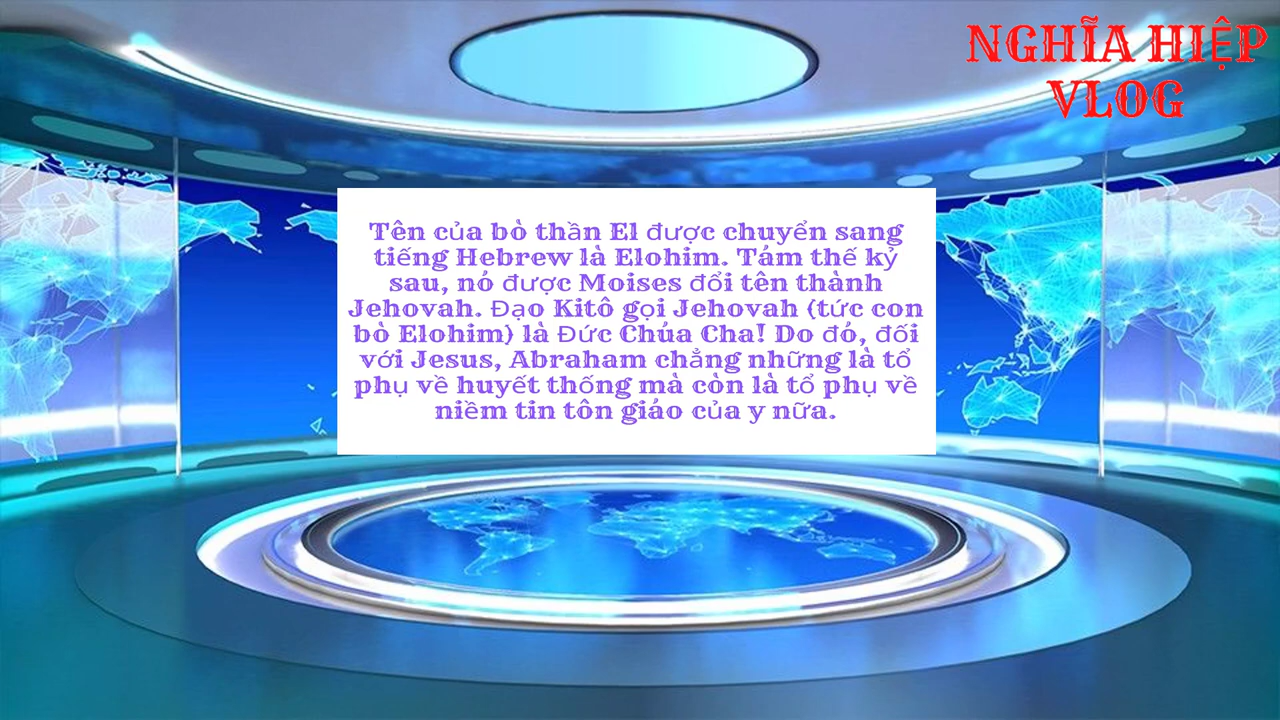 NGHĨA HIỆP
VLOG
Tên của bò thần El được chuyển sang
tiếng Hebrew là Elohim. Tám thế kỷ
sau, nó được Moises đổi tên thành
Jehovah. Đạo Kitô gọi Jehovah (tức con
bò Elohim) là Đức Chúa Cha! Do đó, đối
với Jesus, Abraham chẳng những là tổ
phụ về huyết thống mà còn là tổ phụ về
niềm tin tôn giáo của y nữa.